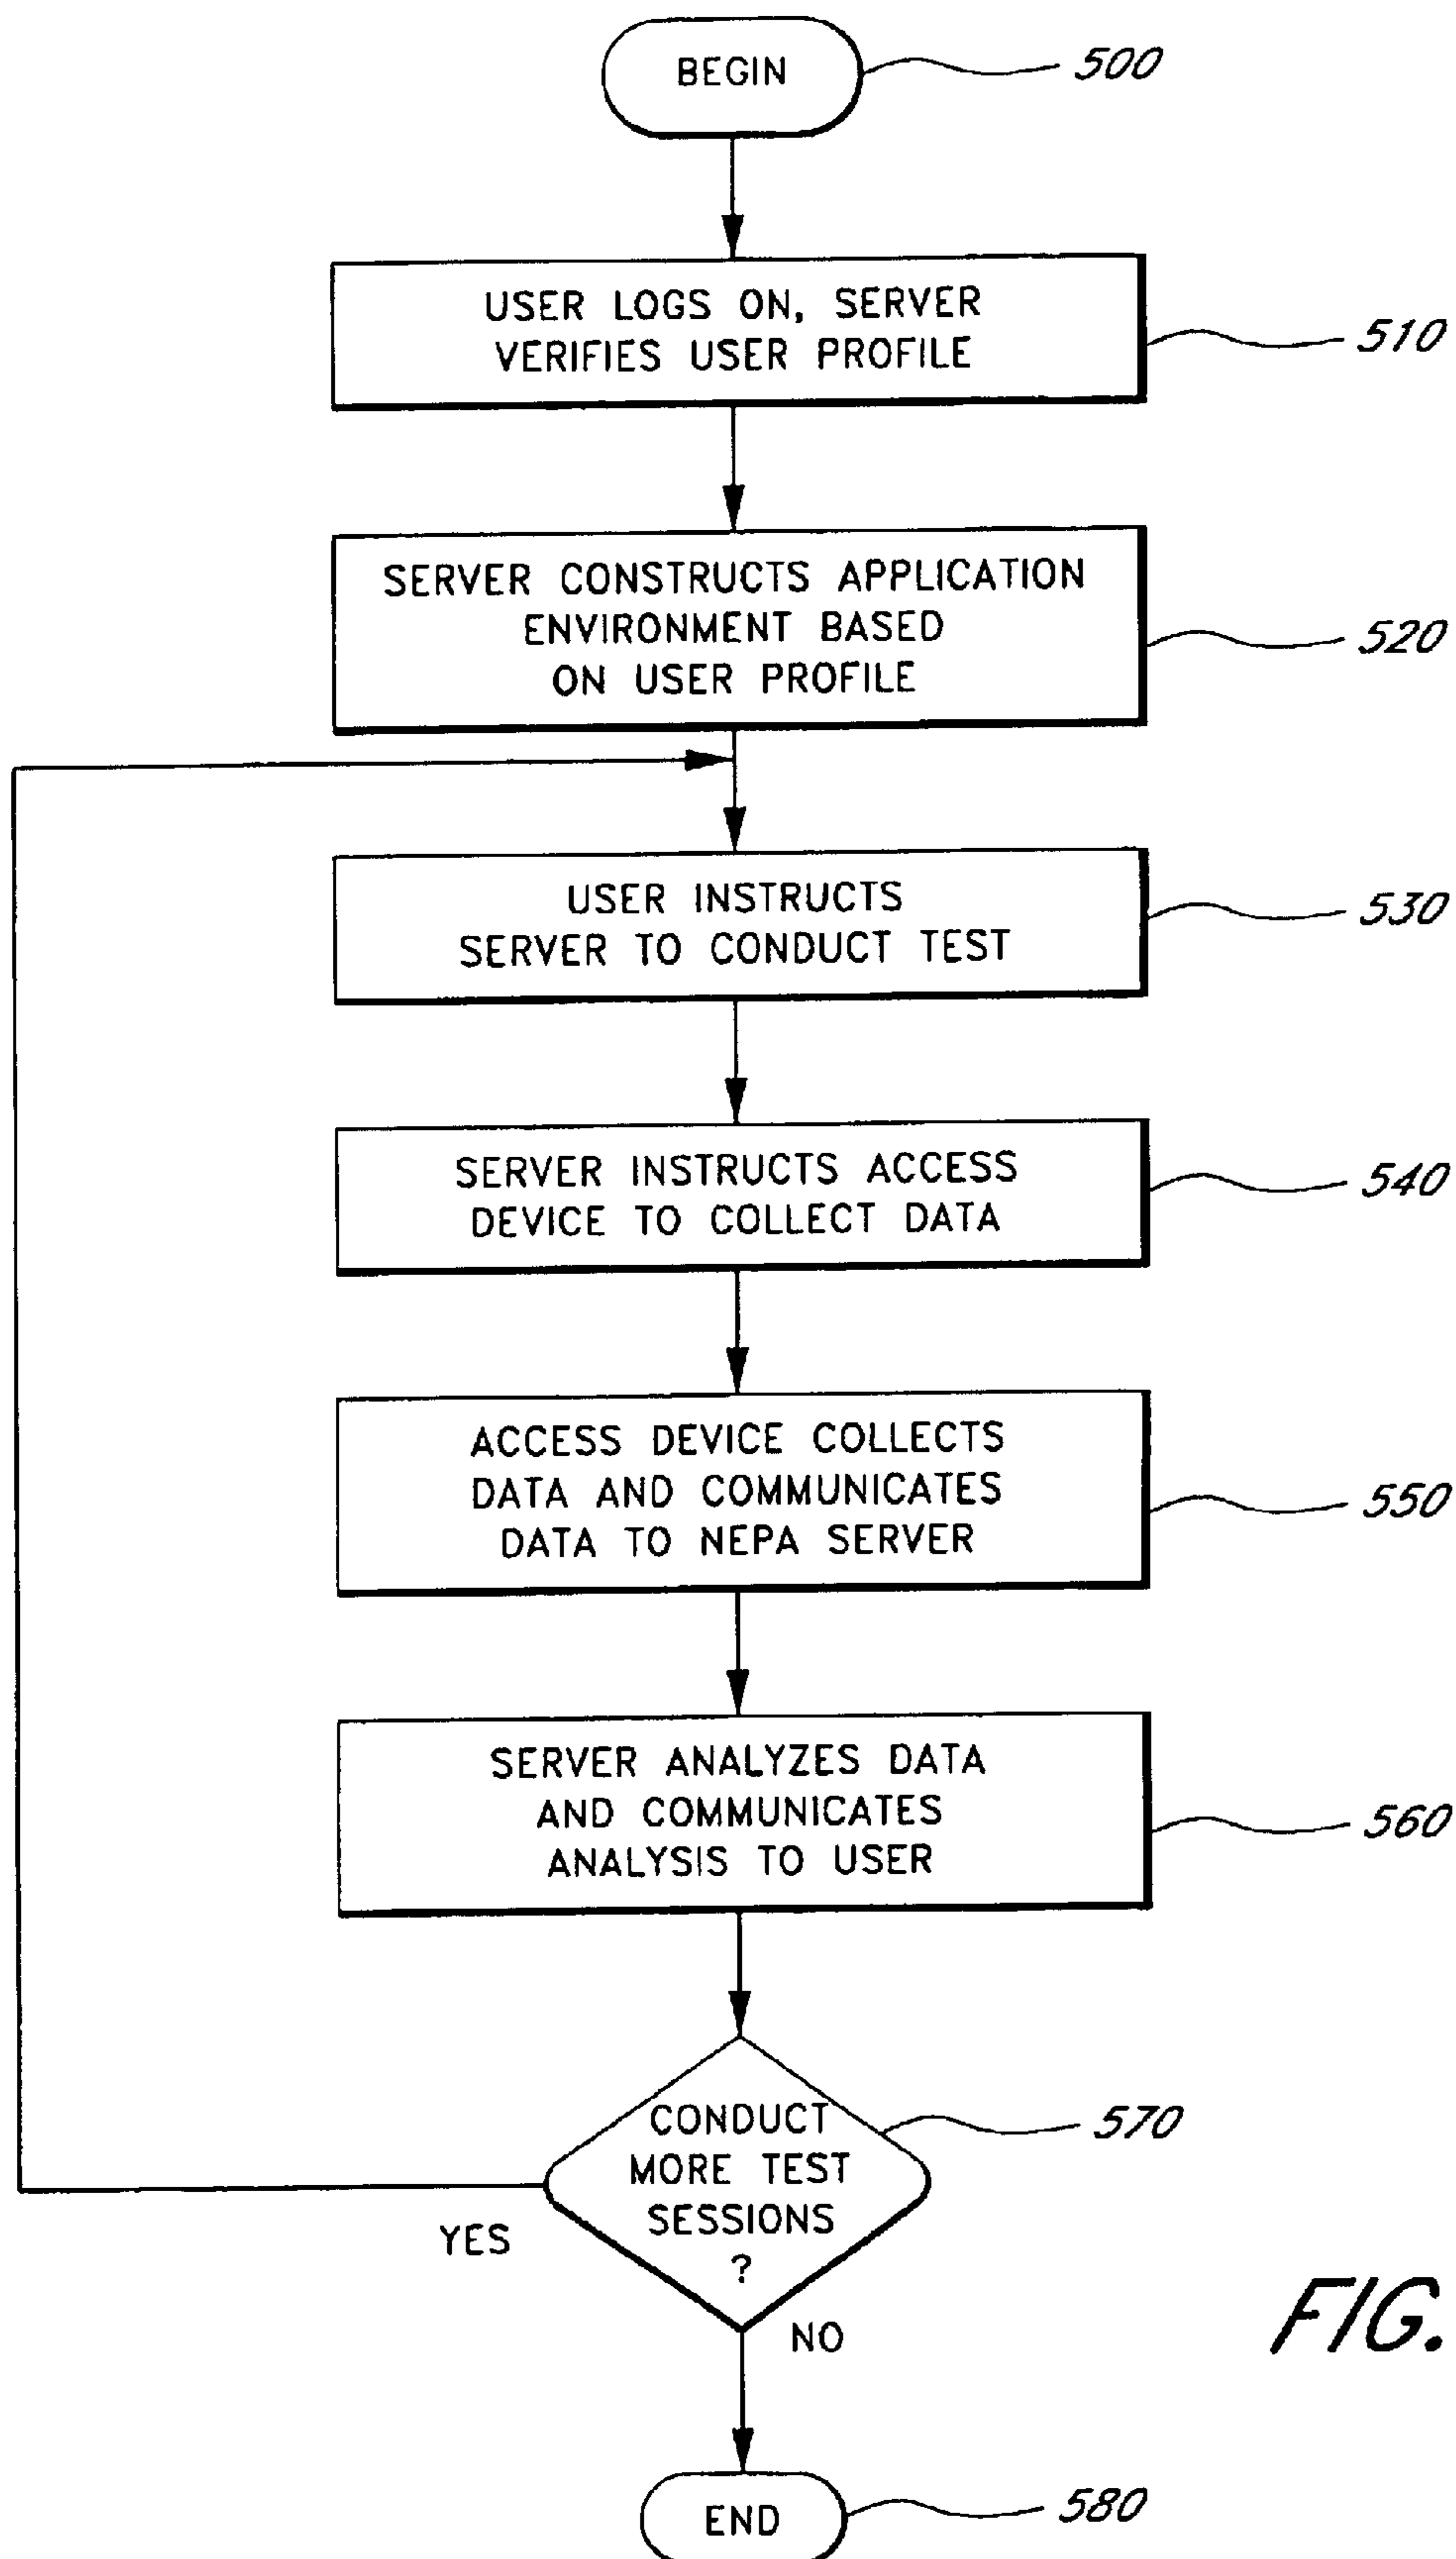 BEGIN
500
USER LOGS ON, SERVER
VERIFIES USER PROFILE
510
SERVER CONSTRUCTS APPLICATION
ENVIRONMENT BASED
ON USER PROFILE
520
USER INSTRUCTS
SERVER TO CONDUCT TEST
530
SERVER INSTRUCTS ACCESS
DEVICE TO COLLECT DATA
540
ACCESS DEVICE COLLECTS
DATA AND COMMUNICATES
DATA TO NEPA SERVER
550
SERVER ANALYZES DATA
AND COMMUNICATES
ANALYSIS TO USER
560
CONDUCT
MORE TEST
SESSIONS
?
570
YES
NO
FIG.
END
580